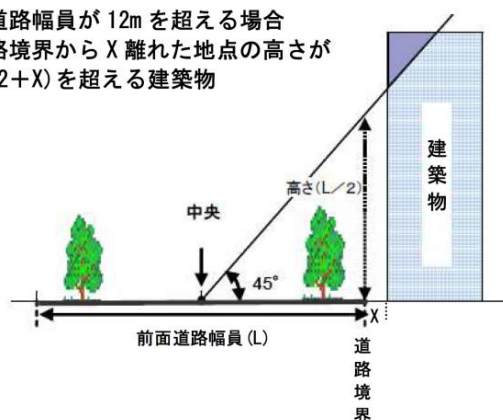 道路幅員が 12m を超える場合
路境界から X 離れた地点の高さが
2+X)を超える建築物
建築物
高さ(L／2)
中央
45°
X
前面道路幅員(L)
道路境界